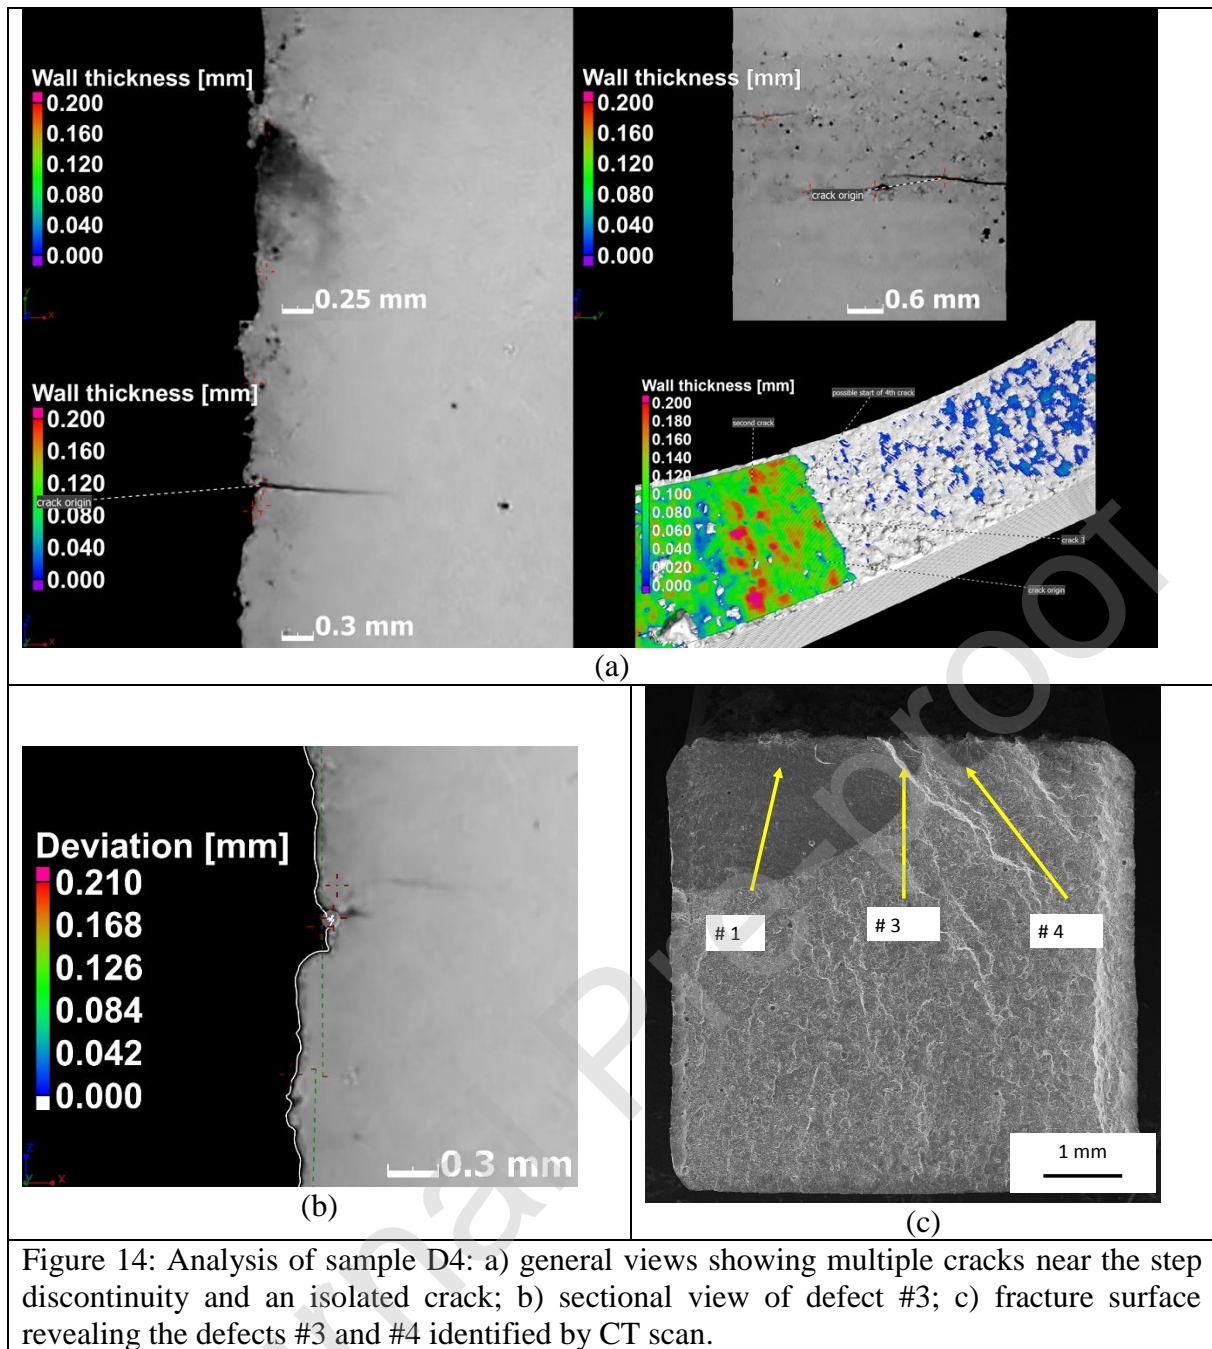 Wall thickness [mm]
0.200
0.160
0.120
0.080
0.040
0.000
0.25 mm
Wall thickness [mm]
0.200
0.160
0.120
0.080
0.040
0.000
crack origin
0.6 mm
Wall thickness [mm]
0.200
0.160
0.120
0.080
0.040
0.000
crack origin
0.3 mm
Wall thickness [mm]
0.200
0.180
0.160
0.140
0.120
0.100
0.080
0.060
0.040
0.020
0.000
possible start of 4th crack
second crack
crack 3
crack origin
(a)
Deviation [mm]
0.210
0.168
0.126
0.084
0.042
0.000
0.3 mm
(b)
# 1
# 3
# 4
1 mm
(c)
Figure 14: Analysis of sample D4: a) general views showing multiple cracks near the step
discontinuity and an isolated crack; b) sectional view of defect #3; c) fracture surface
revealing the defects #3 and #4 identified by CT scan.
rnal Pre-proof